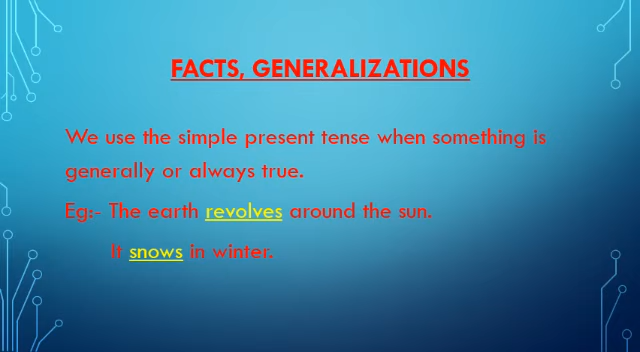 FACTS, GENERALIZATIONS
We use the simple present tense when something is
generally or always true.
Eg:- The earth revolves around the sun.
It snows in winter.